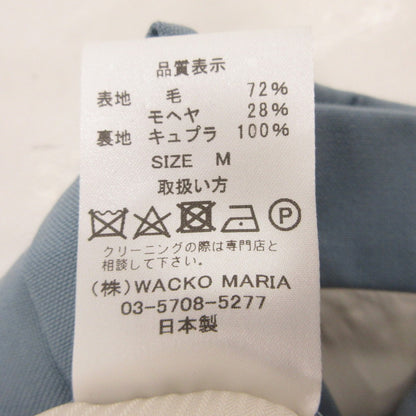 品質表示
表地 毛 72%
モヘヤ 28%
裏地 キュプラ 100%
SIZE M
取扱い方
P
クリーニングの際は専門店と
相談して下さい。
(株)WACKO MARIA
03-5708-5277
日本製